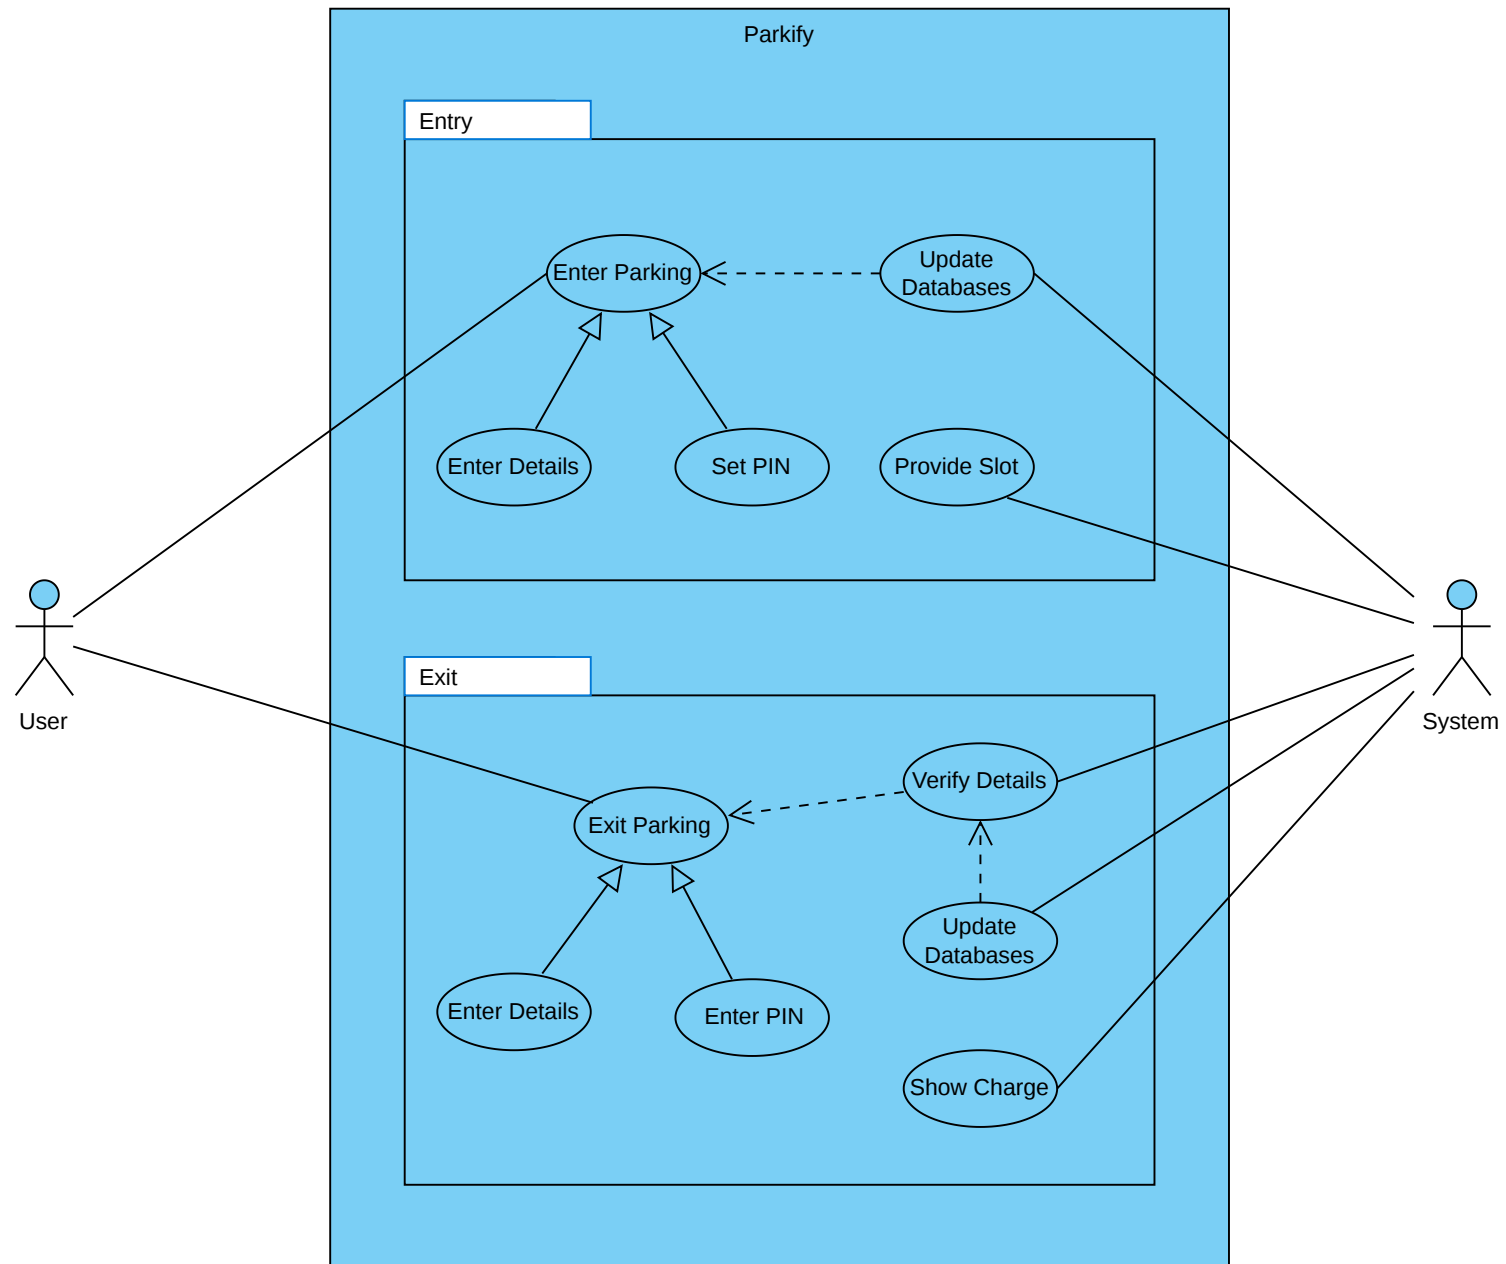 Parkify
Entry
Enter Parking
Update
Databases
Enter Details
Set PIN
Provide Slot
User
System
Exit
Verify Details
Exit Parking
Update
Databases
Enter Details
Enter PIN
Show Charge